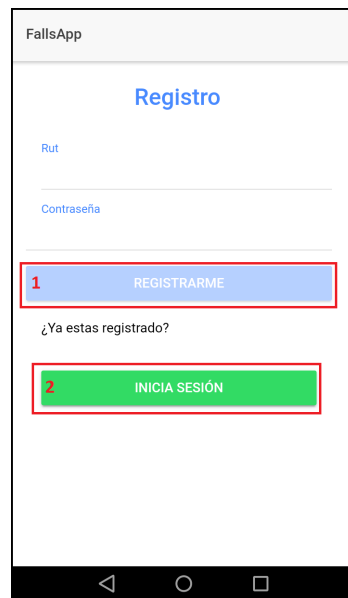 FallsApp
Registro
Rut
Contraseña
1 REGISTRARME
¿Ya estas registrado?
2 INICIA SESIÓN